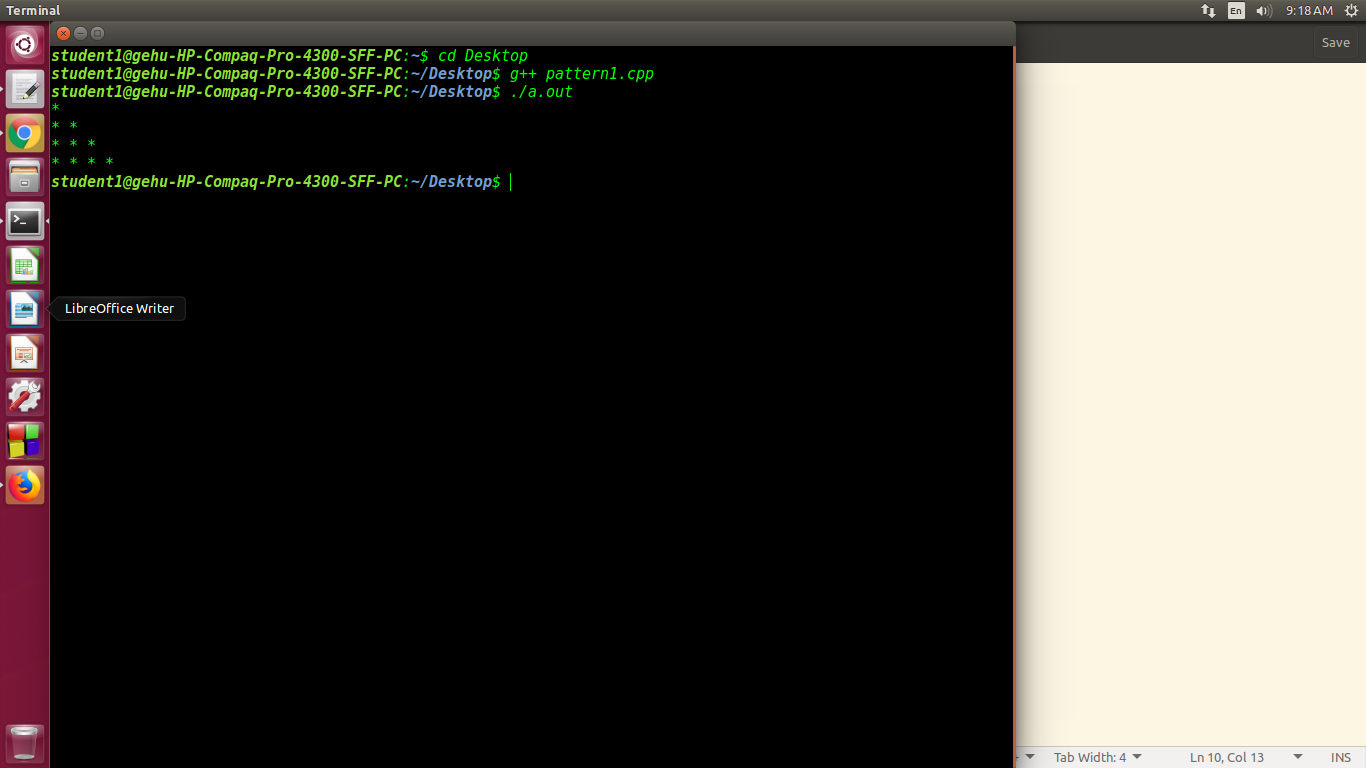 Terminal
En
9:18 AM
Save
student1@gehu-HP-Compaq-Pro-4300-SFF-PC:~$ cd Desktop
student1@gehu-HP-Compaq-Pro-4300-SFF-PC:~/Desktop$ g++ pattern1.cpp
student1@gehu-HP-Compaq-Pro-4300-SFF-PC:~/Desktop$ ./a.out
*
* *
* * *
* * * *
student1@gehu-HP-Compaq-Pro-4300-SFF-PC:~/Desktop$
LibreOffice Writer
Tab Width: 4
Ln 10, Col 13
INS